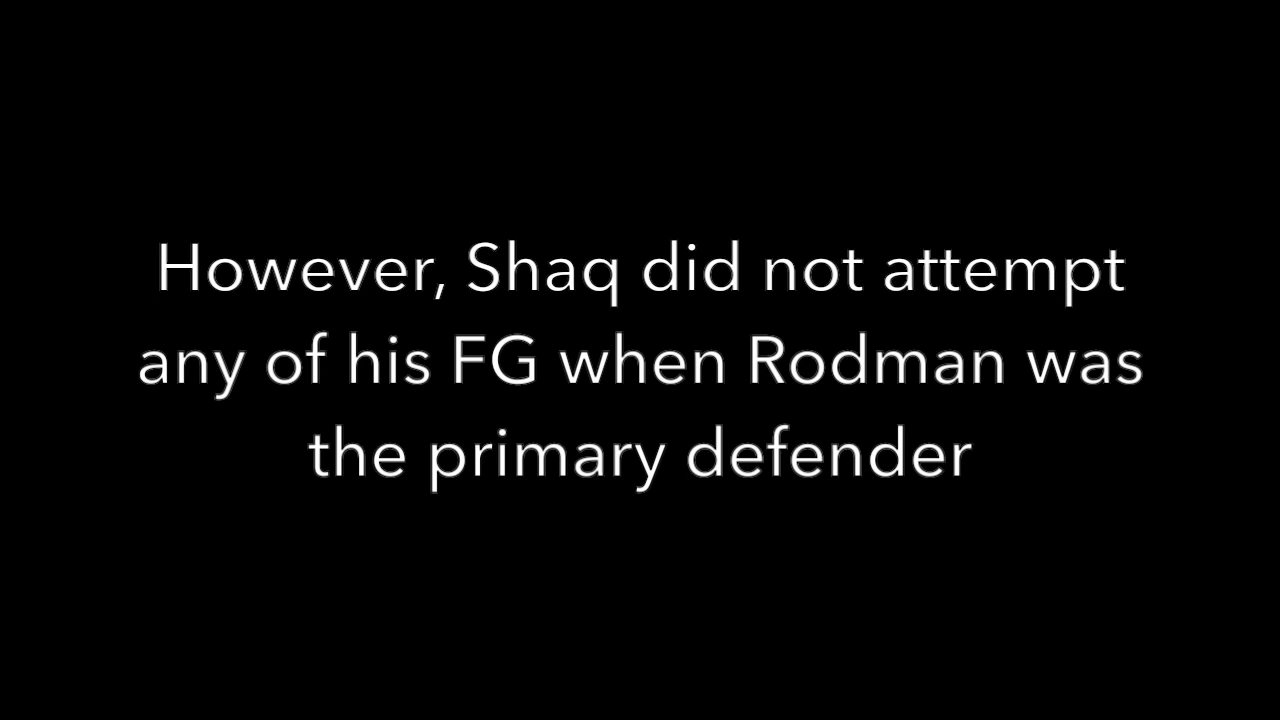 However, Shaq did not attempt
any of his FG when Rodman was
the primary defender